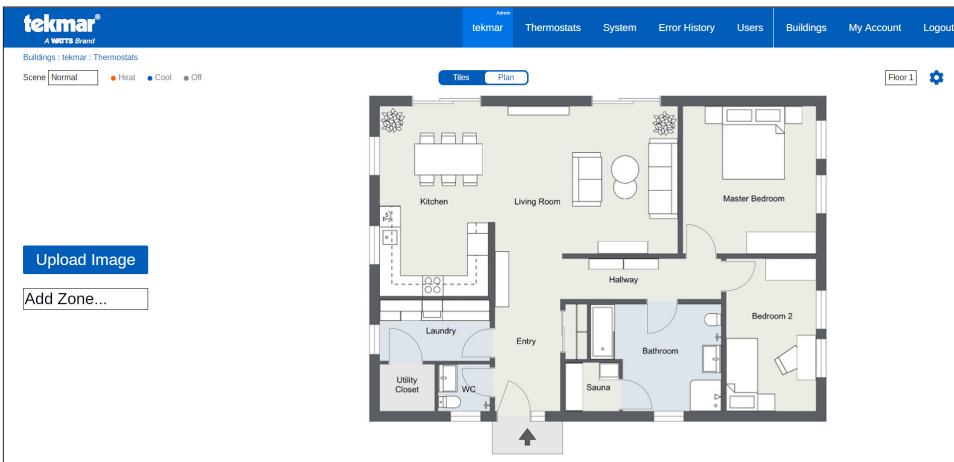 tekmar®
A WATTS Brand
Admin
tekmar Thermostats System Error History Users Buildings My Account Logout
Buildings : tekmar : Thermostats
Scene Normal Heat Cool Off
Tiles Plan
Floor 1
Kitchen
Living Room
Master Bedroom
Upload Image
Add Zone...
Hallway
Bedroom 2
Laundry
Entry
Bathroom
Utility
Closet
WC
Sauna